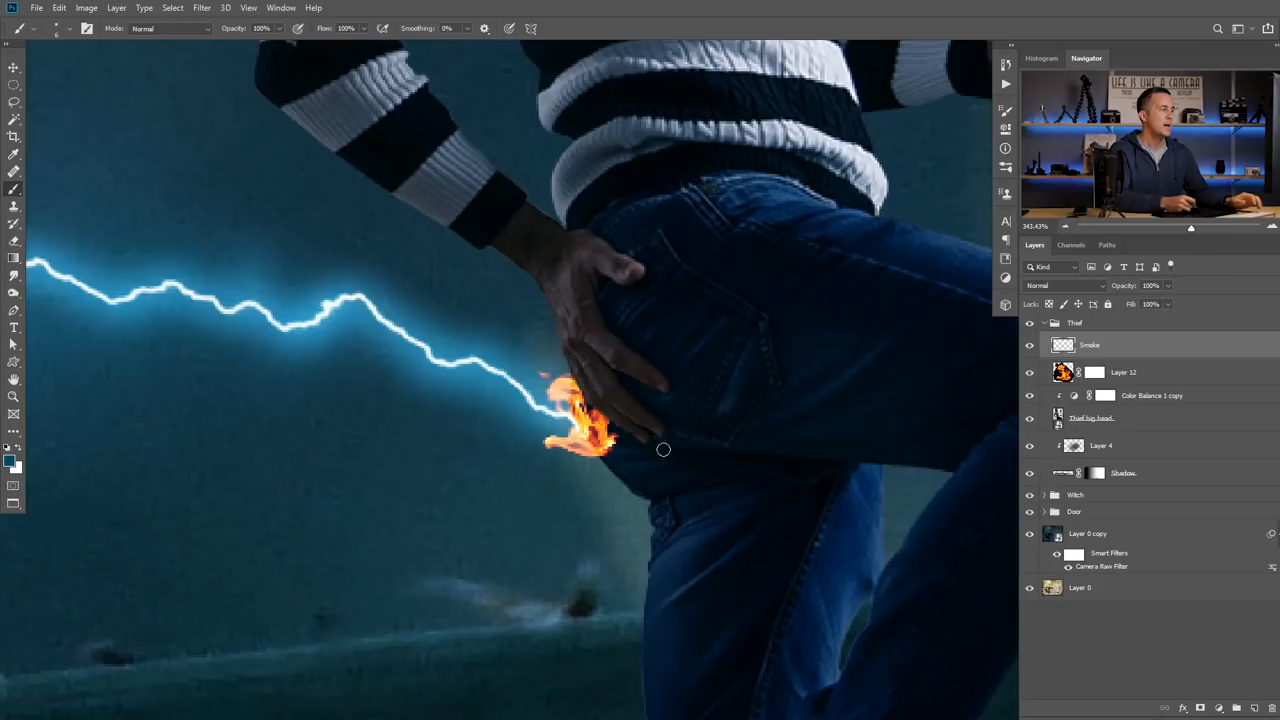 Ps File Edit Image Layer Type Select Filter 3D View Window Help
6 Mode: Normal Opacity: 100% Flow: 100% Smoothing: 0%
Histogram Navigator
LIFE IS LIKE A CAMERA
343.43%
Layers Channels Paths
Kind
Normal Opacity: 100%
Lock: Fill: 100%
Thief
Smoke
Layer 12
Color Balance 1 copy
Thief big head
Layer 4
Shadow
Witch
Door
Layer 0 copy
Smart Filters
Camera Raw Filter
Layer 0